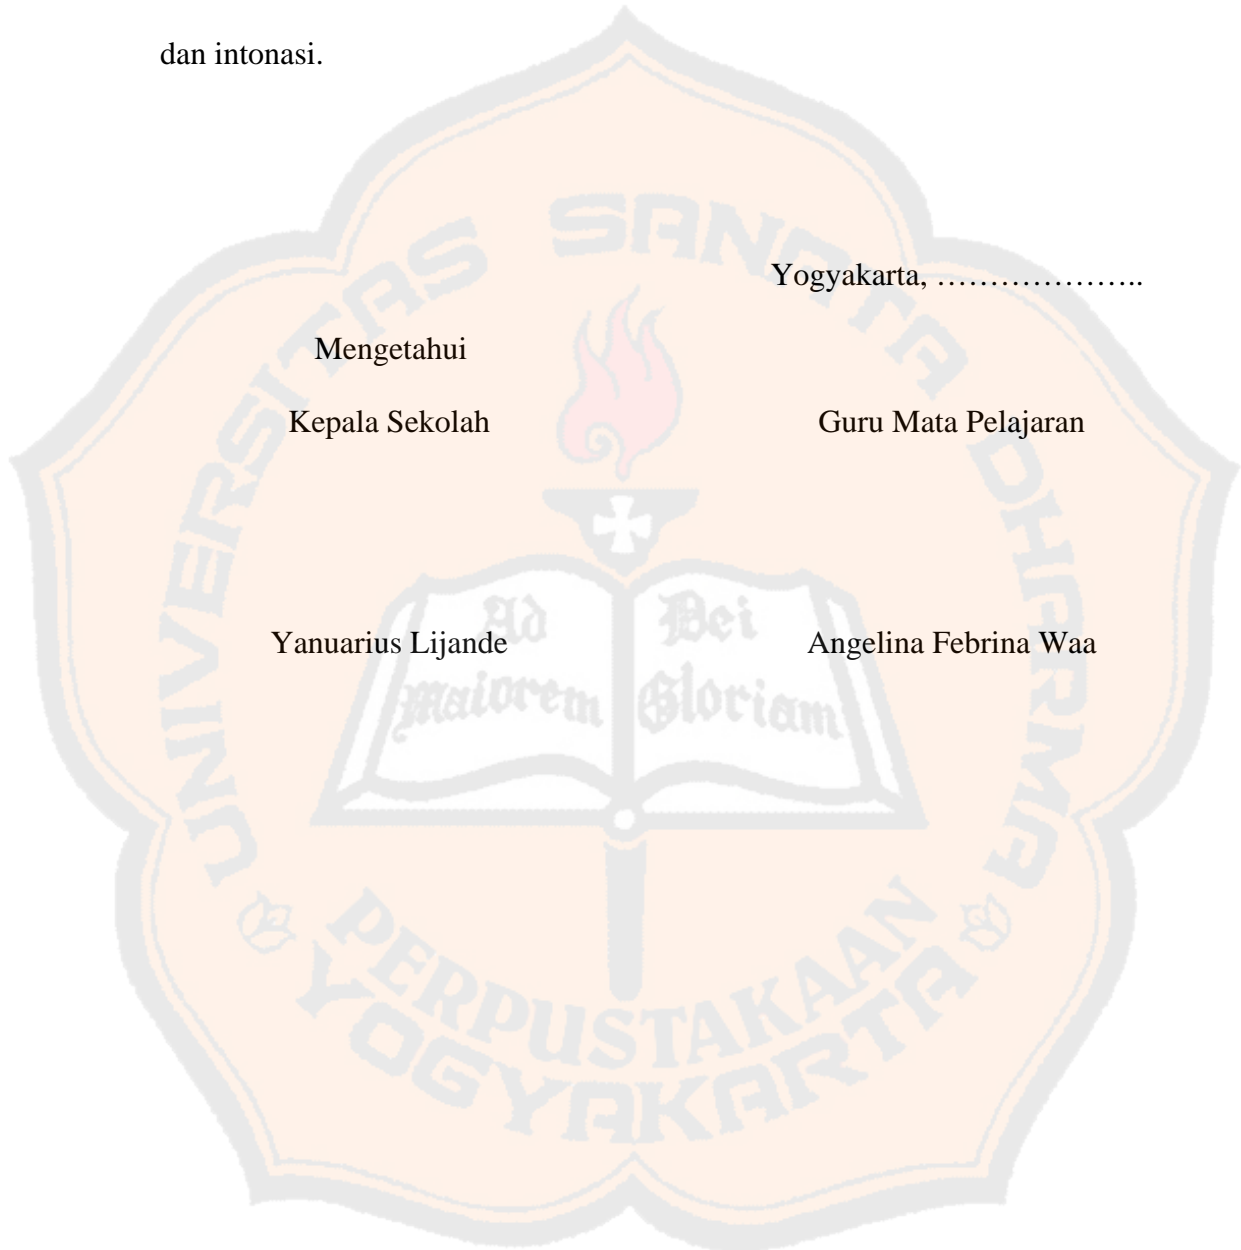 dan intonasi.
Yogyakarta, ………………..
Mengetahui
Kepala Sekolah Guru Mata Pelajaran
Yanuarius Lijande Angelina Febrina Waa
UNIVERSITAS SANATA DHARMA
Ad Dei
Maiorem Gloriam
PERPUSTAKAAN
YOGYAKARTA